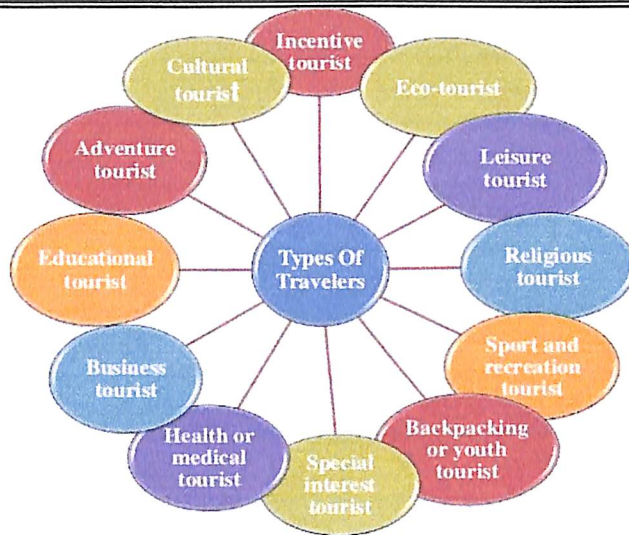 Incentive
tourist
Eco-tourist
Leisure
tourist
Religious
tourist
Sport and
recreation
tourist
Backpacking
or youth
tourist
Special
interest
tourist
Health or
medical
tourist
Business
tourist
Educational
tourist
Adventure
tourist
Cultural
tourist
Types Of
Travelers